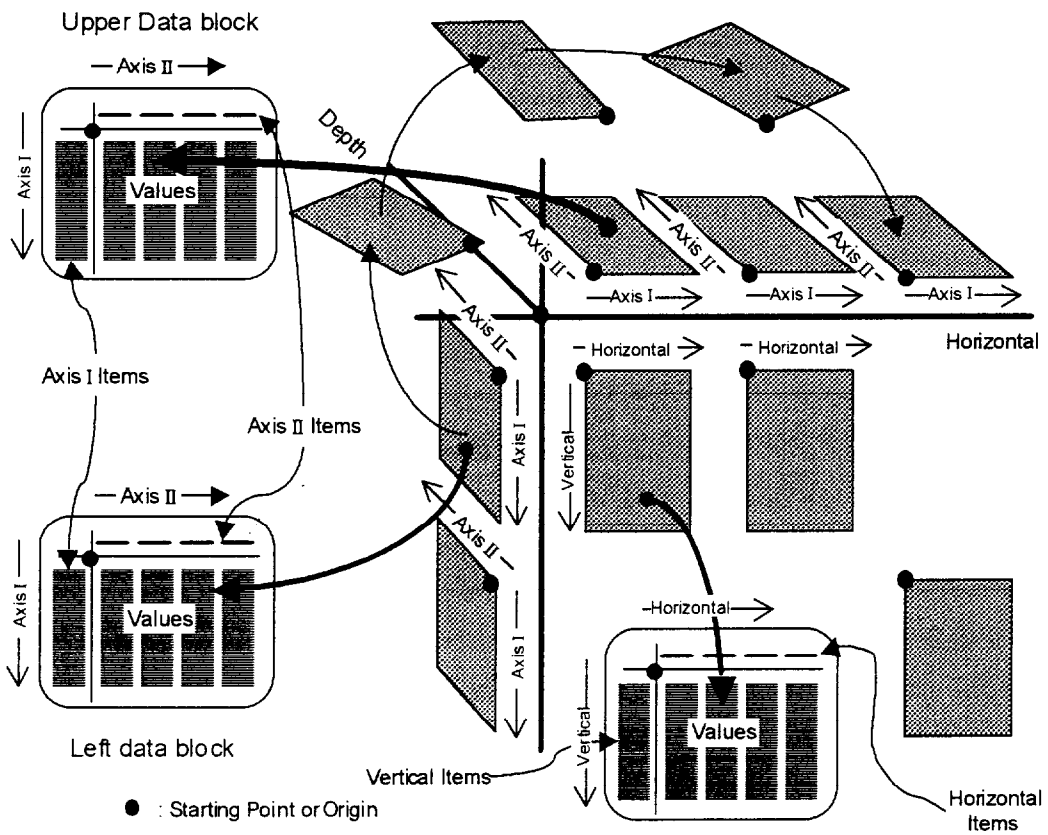 Upper Data block
Axis II
Axis I
Values
Depth
Axis II
Axis II
Axis II
Axis I
Axis I
Axis I
Horizontal
Axis II
Horizontal
Horizontal
Axis I Items
Axis II Items
Axis I
Vertical
Axis II
Axis II
Axis I
Values
Axis I
Horizontal
Vertical
Values
Left data block
Vertical Items
Horizontal
Items
: Starting Point or Origin